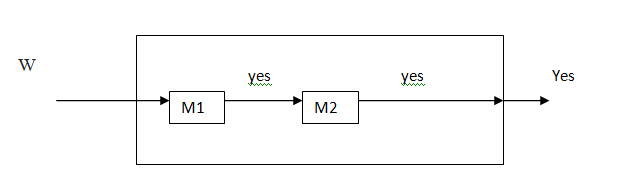 W
yes
yes
Yes
M1
M2